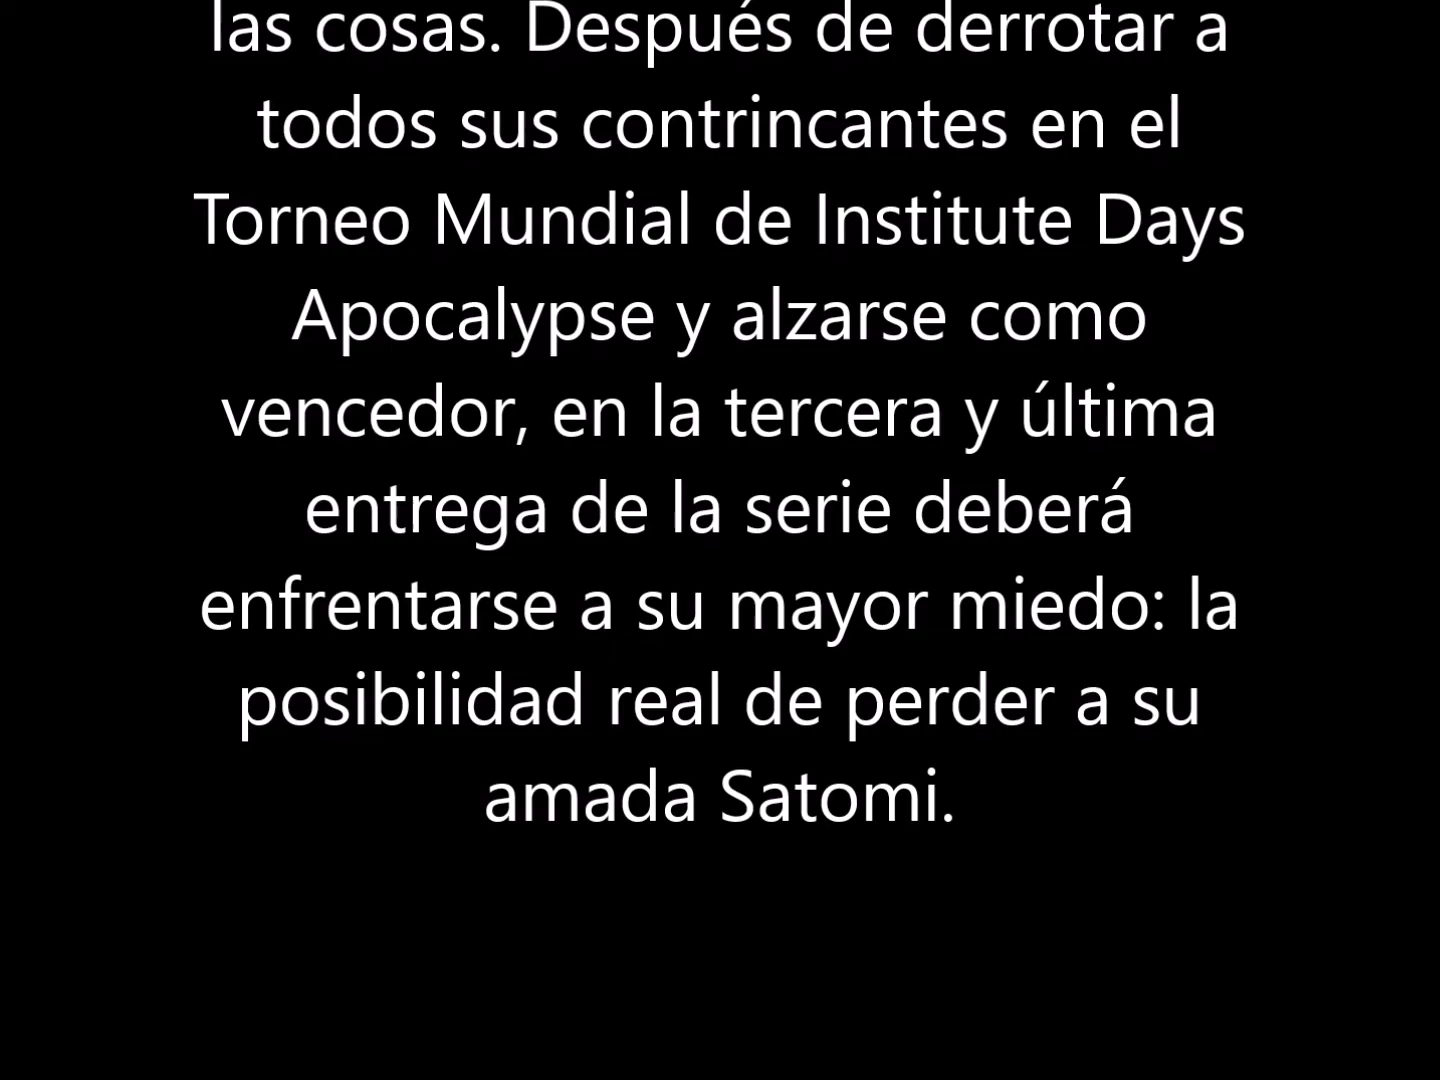 las cosas. Después de derrotar a
todos sus contrincantes en el
Torneo Mundial de Institute Days
Apocalypse y alzarse como
vencedor, en la tercera y última
entrega de la serie deberá
enfrentarse a su mayor miedo: la
posibilidad real de perder a su
amada Satomi.